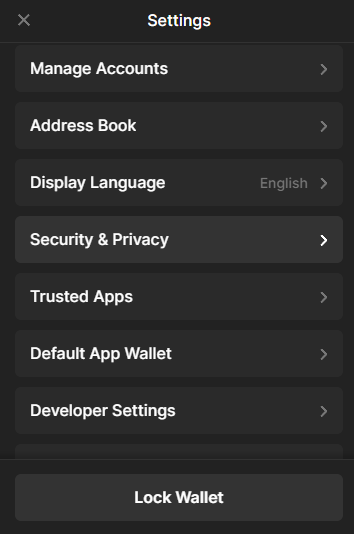 Settings
Manage Accounts
Address Book
Display Language English
Security & Privacy
Trusted Apps
Default App Wallet
Developer Settings
Lock Wallet